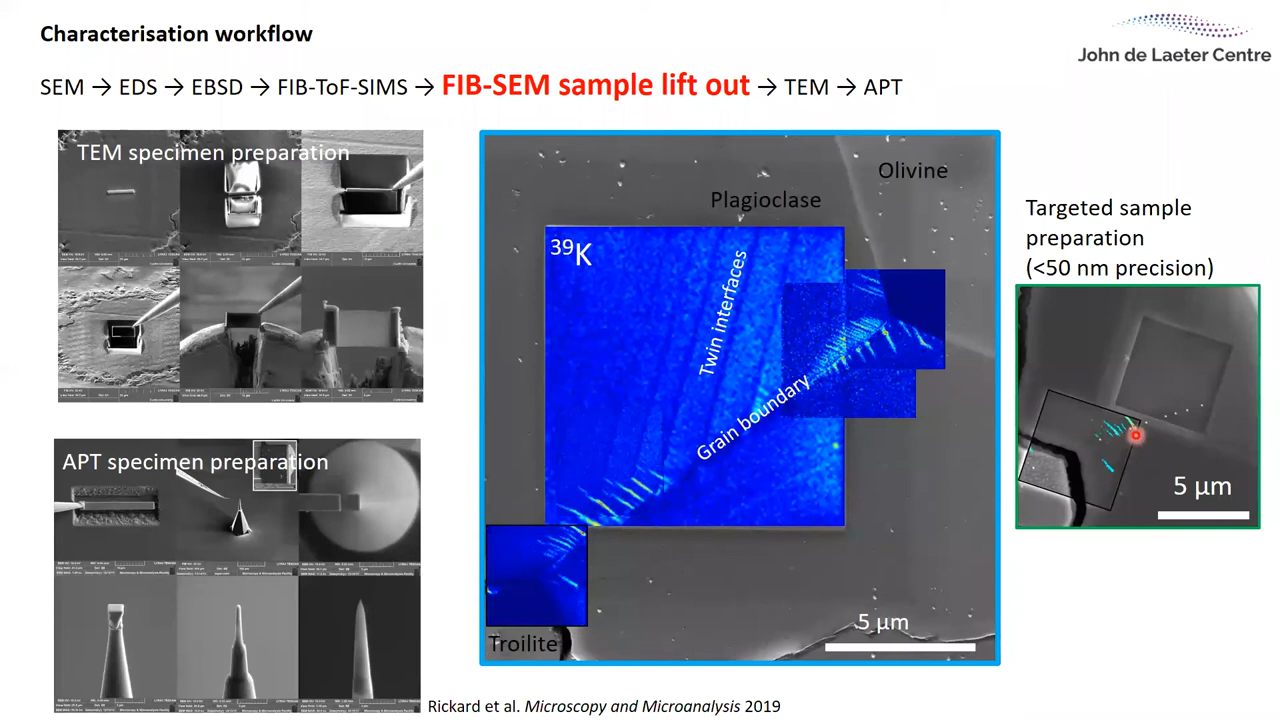 Characterisation workflow
John de Laeter Centre
SEM → EDS → EBSD → FIB-ToF-SIMS → FIB-SEM sample lift out → TEM → APT
TEM specimen preparation
APT specimen preparation
Olivine
Plagioclase
³⁹K
Twin interfaces
Grain boundary
Troilite
5 µm
Targeted sample
preparation
(<50 nm precision)
5 µm
Rickard et al. Microscopy and Microanalysis 2019